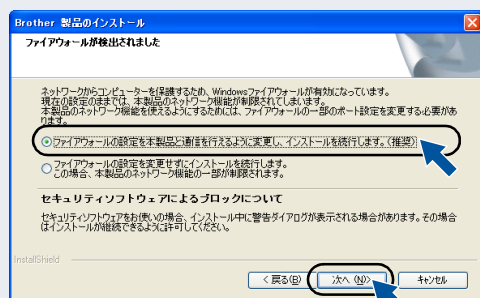 Brother 製品のインストール
ファイアウォールが検出されました
ネットワークからコンピューターを保護するため、Windowsファイアウォールが有効になっています。
現在の設定のままでは、本製品のネットワーク機能が制限されてしまいます。
本製品のネットワーク機能を使えるようにするためには、ファイアウォールの一部のポート設定を変更する必要があ
ります。
ファイアウォールの設定を本製品と通信を行えるように変更し、インストールを続行します。(推奨)
ファイアウォールの設定を変更せずにインストールを続行します。
この場合、本製品のネットワーク機能の一部が制限されます。
セキュリティソフトウェアによるブロックについて
セキュリティソフトウェアをお使いの場合、インストール中に警告ダイアログが表示される場合があります。その場合
はインストールが継続できるように許可してください。
InstallShield
< 戻る(B)
次へ (N)>
キャンセル